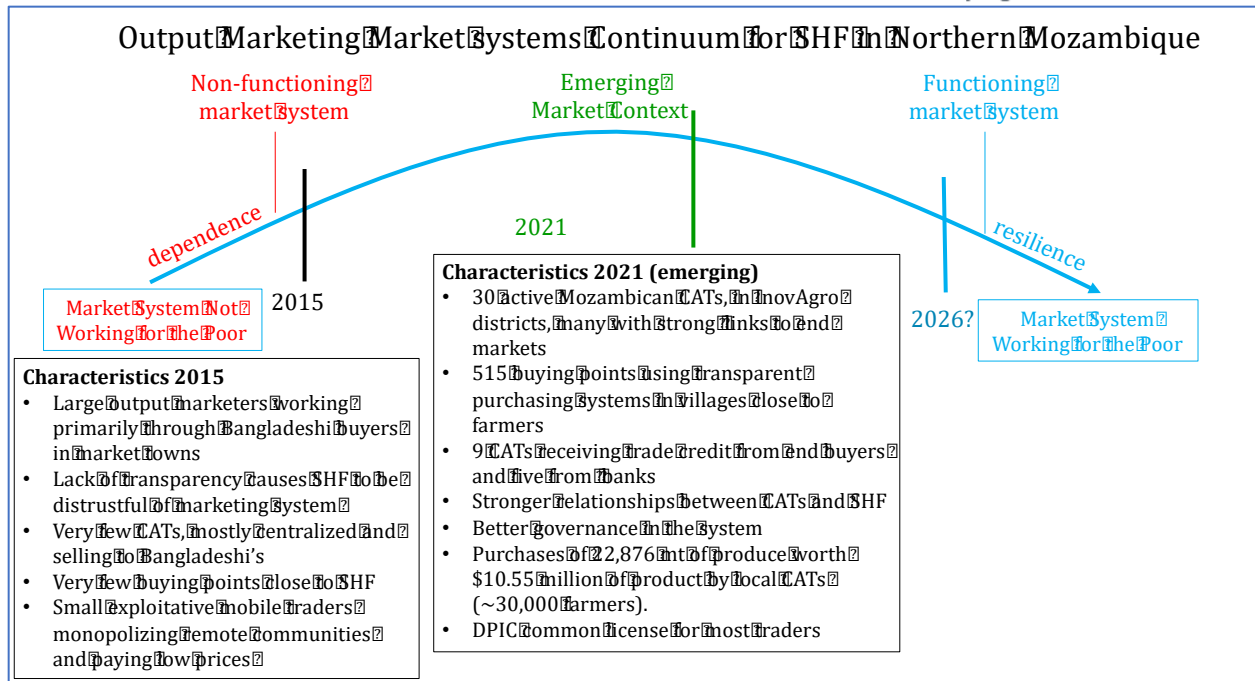 Output Marketing Market systems Continuum for SHF in Northern Mozambique
Non-functioning
market system
Emerging
Market Context
Functioning
market system
dependence
resilience
2015
2021
2026?
Market System Not
Working for the Poor
Market System
Working for the Poor
Characteristics 2015
• Large output marketers working
primarily through Bangladeshi buyers
in market towns
• Lack of transparency causes SHF to be
distrustful of marketing system
• Very few CATs, mostly centralized and
selling to Bangladeshi's
• Very few buying points close to SHF
• Small exploitative mobile traders
monopolizing remote communities
and paying low prices
Characteristics 2021 (emerging)
• 30 active Mozambican CATs, in InovAgro
districts, many with strong links to end
markets
• 515 buying points using transparent
purchasing systems in villages close to
farmers
• 9 CATs receiving trade credit from end buyers
and five from banks
• Stronger relationships between CATs and SHF
• Better governance in the system
• Purchases of 22,876 mt of produce worth
$10.55 million of product by local CATs
(~30,000 farmers).
• DPIC common license for most traders